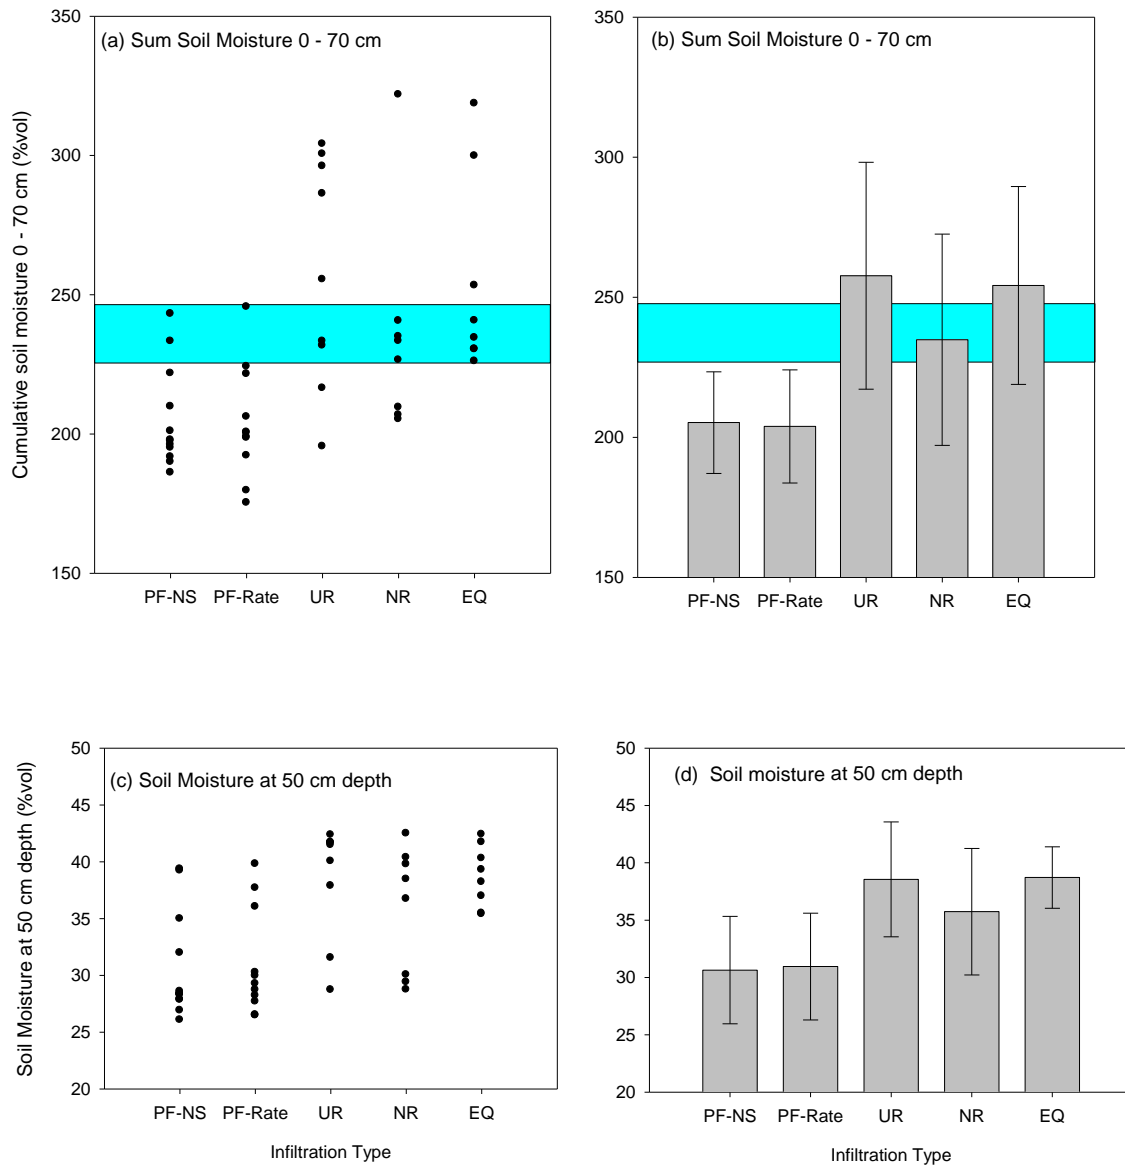 (a) Sum Soil Moisture 0 - 70 cm
Cumulative soil moisture 0 - 70 cm (%vol)
350
300
250
200
150
PF-NS PF-Rate UR NR EQ
(b) Sum Soil Moisture 0 - 70 cm
350
300
250
200
150
PF-NS PF-Rate UR NR EQ
(c) Soil Moisture at 50 cm depth
Soil Moisture at 50 cm depth (%vol)
50
45
40
35
30
25
20
PF-NS PF-Rate UR NR EQ
Infiltration Type
(d) Soil moisture at 50 cm depth
50
45
40
35
30
25
20
PF-NS PF-Rate UR NR EQ
Infiltration Type